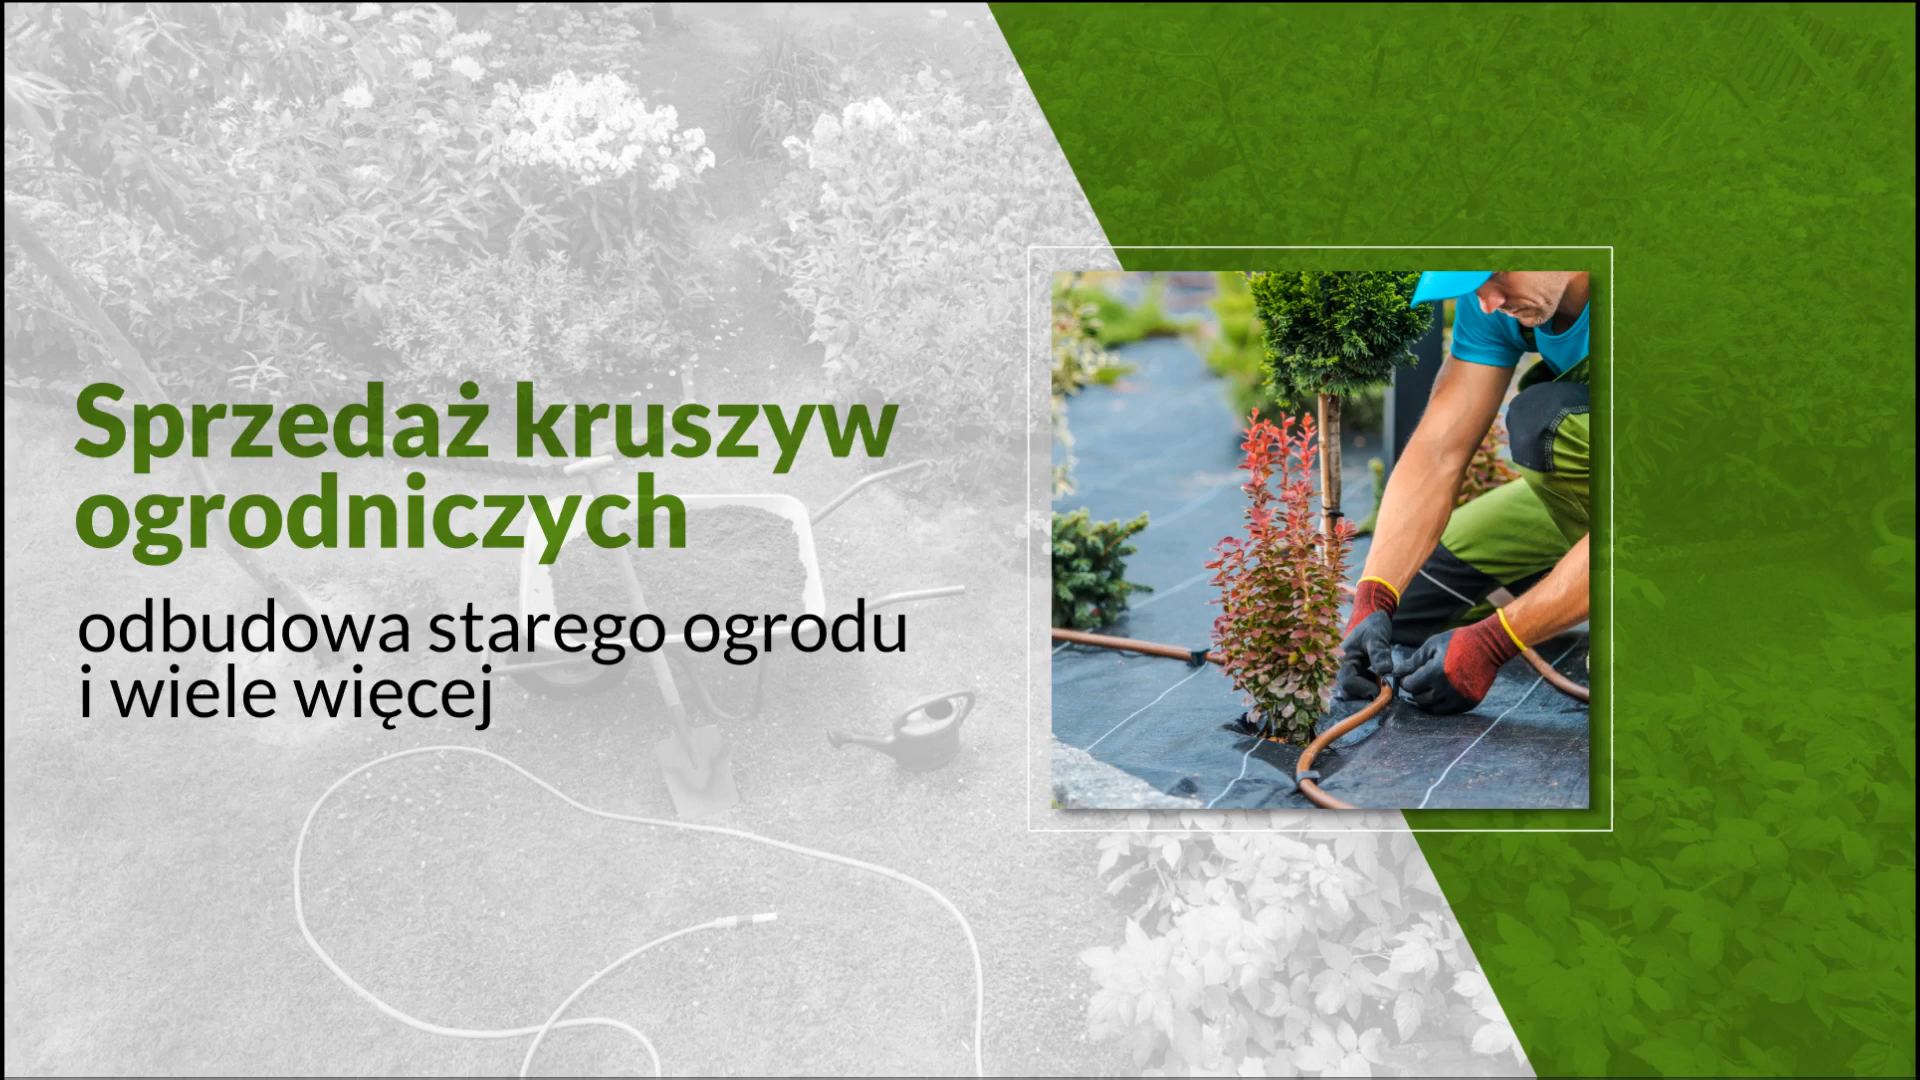 Sprzedaż kruszyw
ogrodniczych
odbudowa starego ogrodu
i wiele więcej